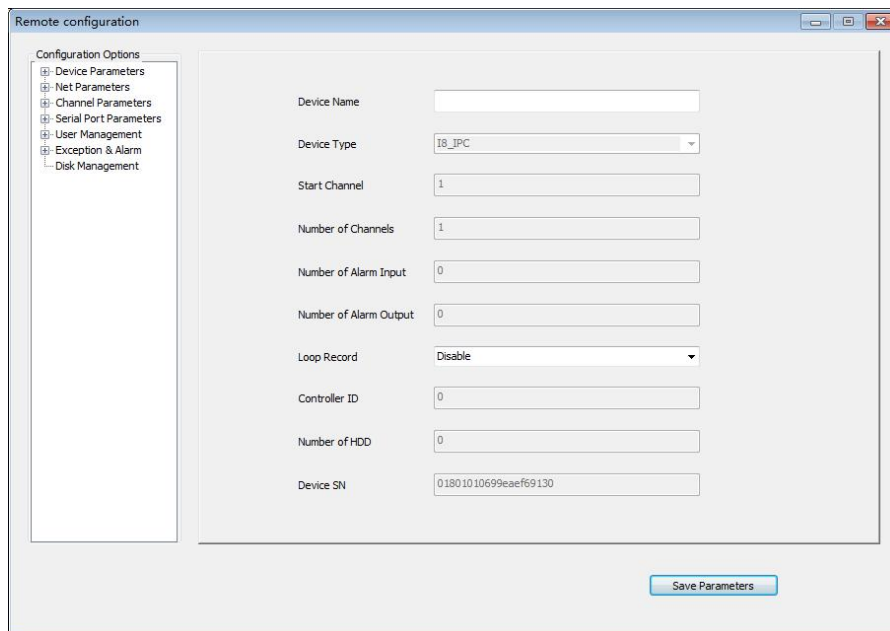 Remote configuration
Configuration Options
Device Parameters
Net Parameters
Channel Parameters
Serial Port Parameters
User Management
Exception & Alarm
Disk Management
Device Name
Device Type I8_IPC
Start Channel 1
Number of Channels 1
Number of Alarm Input 0
Number of Alarm Output 0
Loop Record Disable
Controller ID 0
Number of HDD 0
Device SN 01801010699eaef69130
Save Parameters